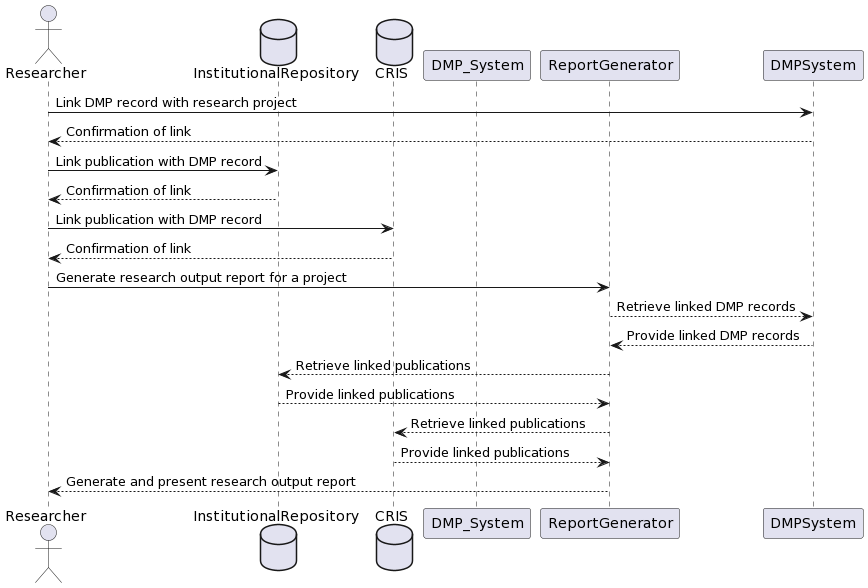 Researcher
InstitutionalRepository
CRIS
DMP_System
ReportGenerator
DMPSystem
Link DMP record with research project
Confirmation of link
Link publication with DMP record
Confirmation of link
Link publication with DMP record
Confirmation of link
Generate research output report for a project
Retrieve linked DMP records
Provide linked DMP records
Retrieve linked publications
Provide linked publications
Retrieve linked publications
Provide linked publications
Generate and present research output report
Researcher
InstitutionalRepository
CRIS
DMP_System
ReportGenerator
DMPSystem